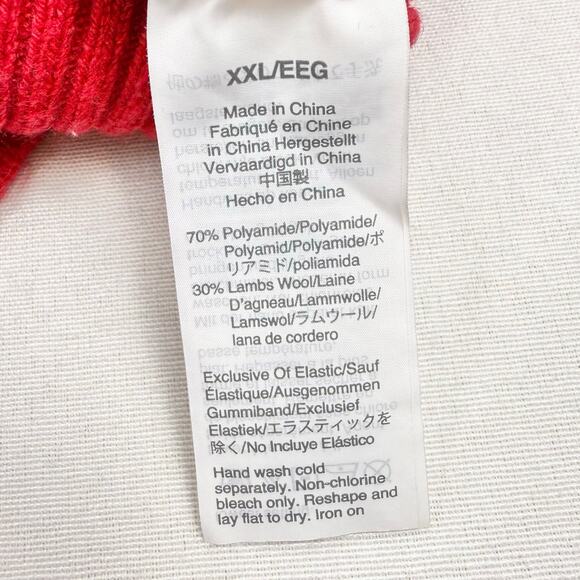 XXL/EEG
Made in China
Fabriqué en Chine
in China Hergestellt
Vervaardigd in China
中国製
Hecho en China
70% Polyamide/Polyamide/
Polyamid/Polyamide/ポ
リアミド/poliamida
30% Lambs Wool/Laine
D'agneau/Lammwolle/
Lamswol/ラムウール/
lana de cordero
Exclusive Of Elastic/Sauf
Élastique/Ausgenommen
Gummiband/Exclusief
Elastiek/エラスティックを
除く/No Incluye Elástico
Hand wash cold
separately. Non-chlorine
bleach only. Reshape and
lay flat to dry. Iron on